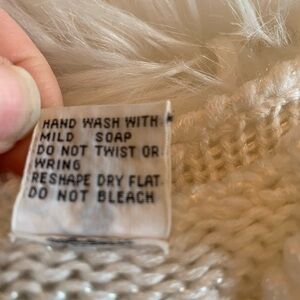 HAND WASH WITH
MILD SOAP
DO NOT TWIST OR
WRING
RESHAPE DRY FLAT
DO NOT BLEACH